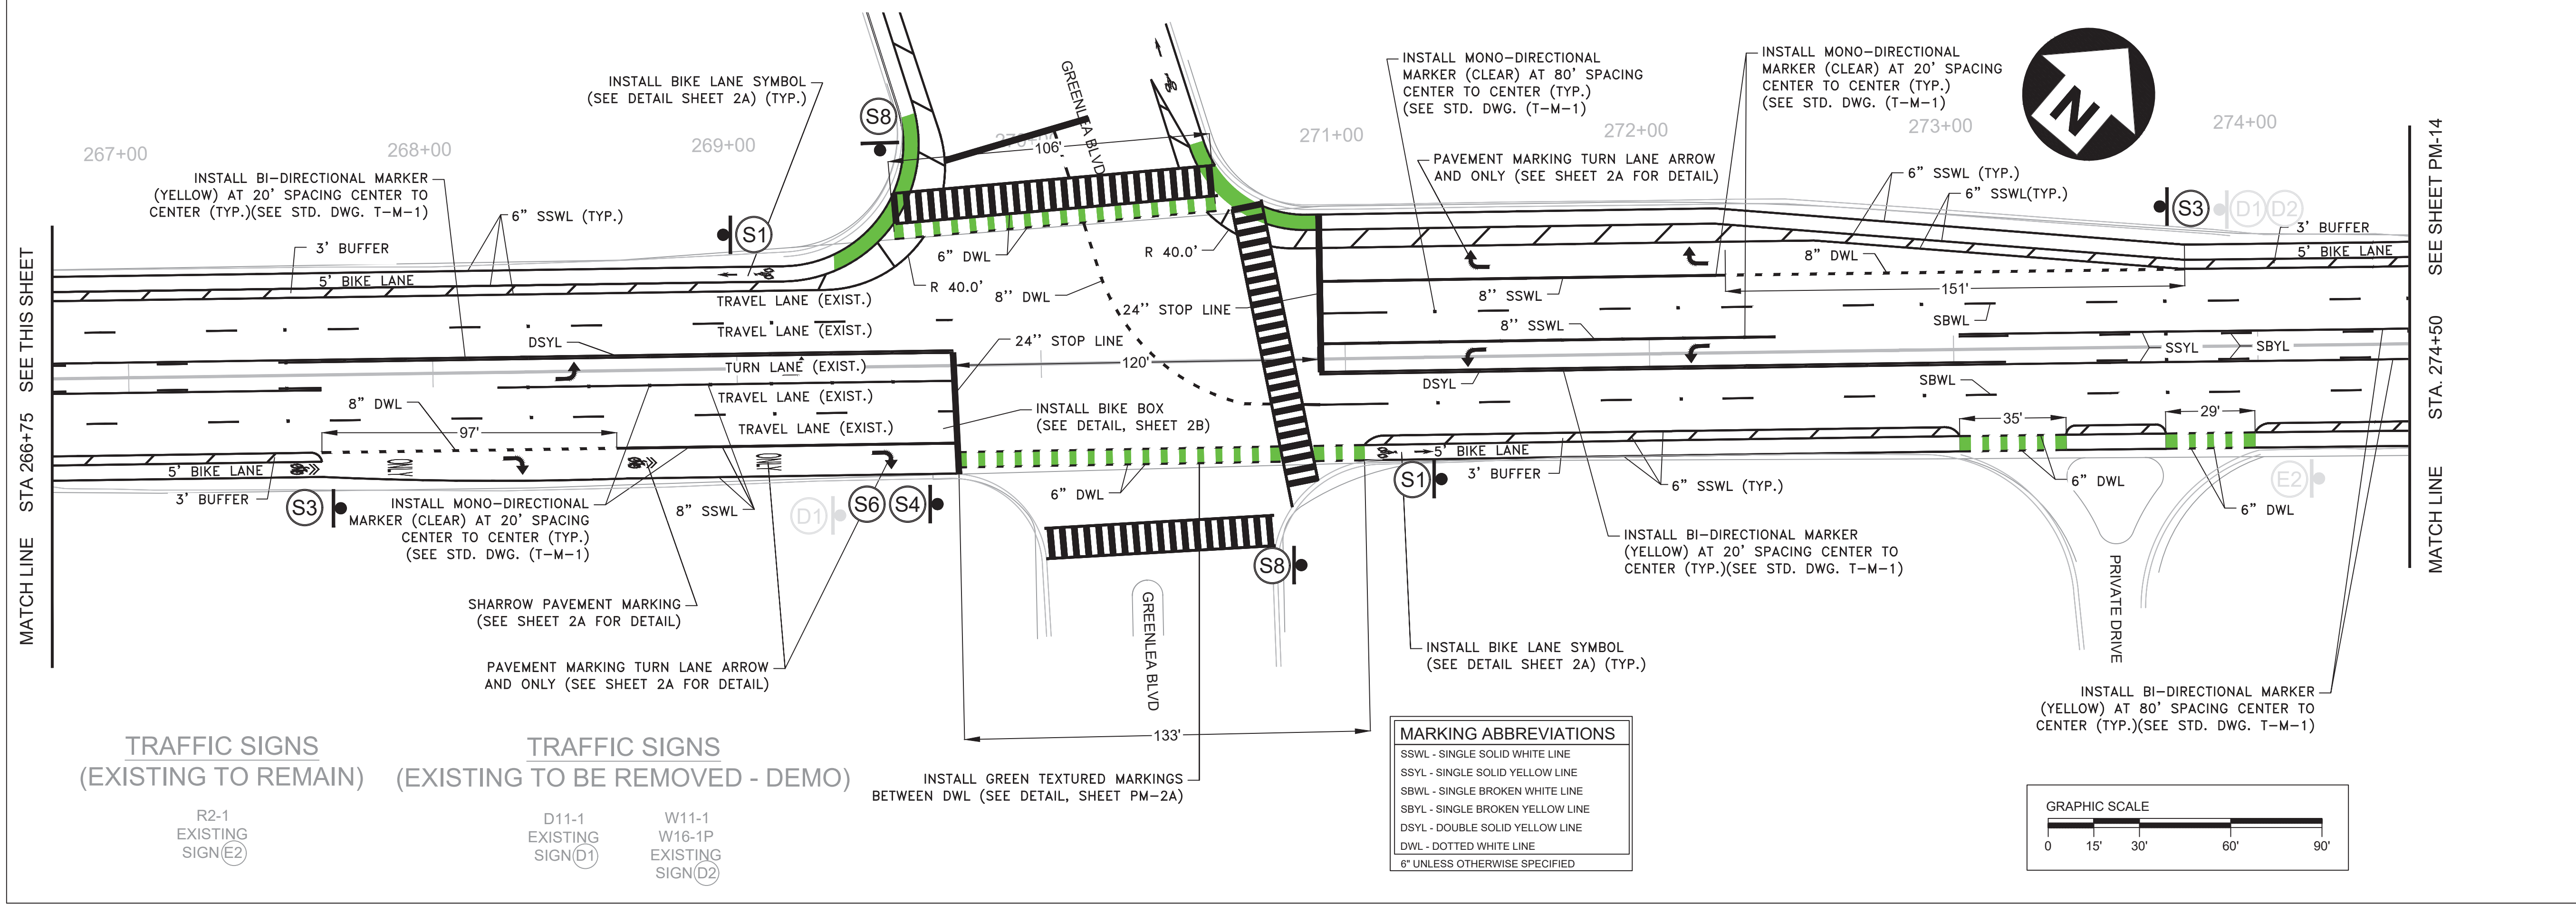 INSTALL BIKE LANE SYMBOL
(SEE DETAIL SHEET 2A) (TYP.)
S8
GREENLEA BLVD
INSTALL MONO-DIRECTIONAL
MARKER (CLEAR) AT 80' SPACING
CENTER TO CENTER (TYP.)
(SEE STD. DWG. (T-M-1)
INSTALL MONO-DIRECTIONAL
MARKER (CLEAR) AT 20' SPACING
CENTER TO CENTER (TYP.)
(SEE STD. DWG. (T-M-1)
N
267+00
268+00
269+00
271+00
272+00
273+00
274+00
106'
PAVEMENT MARKING TURN LANE ARROW
AND ONLY (SEE SHEET 2A FOR DETAIL)
6" SSWL (TYP.)
6" SSWL(TYP.)
INSTALL BI-DIRECTIONAL MARKER
(YELLOW) AT 20' SPACING CENTER TO
CENTER (TYP.)(SEE STD. DWG. T-M-1)
6" SSWL (TYP.)
S1
S3
D1
D2
3' BUFFER
5' BIKE LANE
3' BUFFER
5' BIKE LANE
6" DWL
R 40.0'
R 40.0'
8'' DWL
8" DWL
151'
TRAVEL LANE (EXIST.)
TRAVEL LANE (EXIST.)
24'' STOP LINE
8'' SSWL
8'' SSWL
SBWL
DSYL
24'' STOP LINE
120'
TURN LANE (EXIST.)
SSYL
SBYL
TRAVEL LANE (EXIST.)
TRAVEL LANE (EXIST.)
DSYL
SBWL
8" DWL
97'
INSTALL BIKE BOX
(SEE DETAIL, SHEET 2B)
35'
29'
5' BIKE LANE
ONLY
ONLY
3' BUFFER
5' BIKE LANE
3' BUFFER
S3
INSTALL MONO-DIRECTIONAL
MARKER (CLEAR) AT 20' SPACING
CENTER TO CENTER (TYP.)
(SEE STD. DWG. (T-M-1)
8" SSWL
D1
S6
S4
6" DWL
S1
6" SSWL (TYP.)
6" DWL
6" DWL
E2
S8
INSTALL BI-DIRECTIONAL MARKER
(YELLOW) AT 20' SPACING CENTER TO
CENTER (TYP.)(SEE STD. DWG. T-M-1)
SHARROW PAVEMENT MARKING
(SEE SHEET 2A FOR DETAIL)
GREENLEA BLVD
PRIVATE DRIVE
PAVEMENT MARKING TURN LANE ARROW
AND ONLY (SEE SHEET 2A FOR DETAIL)
INSTALL BIKE LANE SYMBOL
(SEE DETAIL SHEET 2A) (TYP.)
INSTALL BI-DIRECTIONAL MARKER
(YELLOW) AT 80' SPACING CENTER TO
CENTER (TYP.)(SEE STD. DWG. T-M-1)
133'
INSTALL GREEN TEXTURED MARKINGS
BETWEEN DWL (SEE DETAIL, SHEET PM-2A)
MATCH LINE STA 266+75 SEE THIS SHEET
MATCH LINE STA. 274+50 SEE SHEET PM-14
TRAFFIC SIGNS
(EXISTING TO REMAIN)
R2-1
EXISTING
SIGN E2
TRAFFIC SIGNS
(EXISTING TO BE REMOVED - DEMO)
D11-1
EXISTING
SIGN D1
W11-1
W16-1P
EXISTING
SIGN D2
MARKING ABBREVIATIONS
SSWL - SINGLE SOLID WHITE LINE
SSYL - SINGLE SOLID YELLOW LINE
SBWL - SINGLE BROKEN WHITE LINE
SBYL - SINGLE BROKEN YELLOW LINE
DSYL - DOUBLE SOLID YELLOW LINE
DWL - DOTTED WHITE LINE
6" UNLESS OTHERWISE SPECIFIED
GRAPHIC SCALE
0 15' 30' 60' 90'